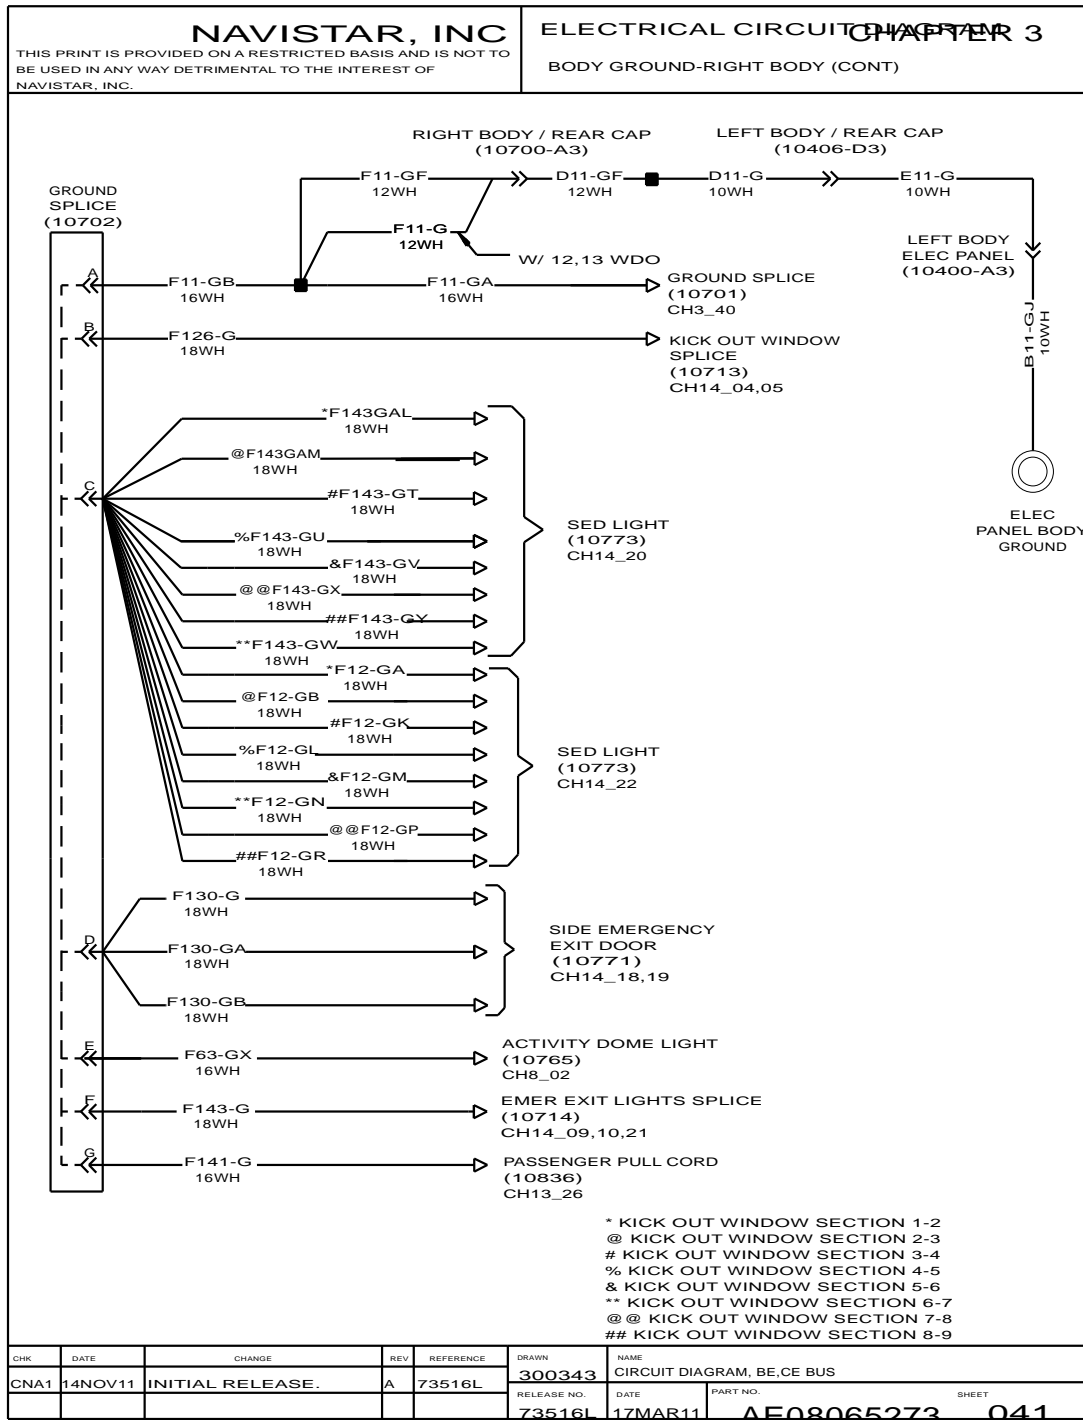 NAVISTAR, INC
THIS PRINT IS PROVIDED ON A RESTRICTED BASIS AND IS NOT TO
BE USED IN ANY WAY DETRIMENTAL TO THE INTEREST OF
NAVISTAR, INC.
ELECTRICAL CIRCUIT DIAGRAM
CHAPTER 3
BODY GROUND-RIGHT BODY (CONT)
RIGHT BODY / REAR CAP
(10700-A3)
LEFT BODY / REAR CAP
(10406-D3)
GROUND
SPLICE
(10702)
F11-GF
12WH
D11-GF
12WH
D11-G
10WH
E11-G
10WH
F11-G
12WH
W/ 12,13 WDO
LEFT BODY
ELEC PANEL
(10400-A3)
B11-GJ
10WH
ELEC
PANEL BODY
GROUND
A
F11-GB
16WH
F11-GA
16WH
GROUND SPLICE
(10701)
CH3_40
B
F126-G
18WH
KICK OUT WINDOW
SPLICE
(10713)
CH14_04,05
C
*F143GAL
18WH
@F143GAM
18WH
#F143-GT
18WH
%F143-GU
18WH
&F143-GV
18WH
@@F143-GX
18WH
##F143-GY
18WH
**F143-GW
18WH
SED LIGHT
(10773)
CH14_20
*F12-GA
18WH
@F12-GB
18WH
#F12-GK
18WH
%F12-GL
18WH
&F12-GM
18WH
**F12-GN
18WH
@@F12-GP
18WH
##F12-GR
18WH
SED LIGHT
(10773)
CH14_22
D
F130-G
18WH
F130-GA
18WH
F130-GB
18WH
SIDE EMERGENCY
EXIT DOOR
(10771)
CH14_18,19
E
F63-GX
16WH
ACTIVITY DOME LIGHT
(10765)
CH8_02
F
F143-G
18WH
EMER EXIT LIGHTS SPLICE
(10714)
CH14_09,10,21
G
F141-G
16WH
PASSENGER PULL CORD
(10836)
CH13_26
* KICK OUT WINDOW SECTION 1-2
@ KICK OUT WINDOW SECTION 2-3
# KICK OUT WINDOW SECTION 3-4
% KICK OUT WINDOW SECTION 4-5
& KICK OUT WINDOW SECTION 5-6
** KICK OUT WINDOW SECTION 6-7
@@ KICK OUT WINDOW SECTION 7-8
## KICK OUT WINDOW SECTION 8-9
CHK DATE CHANGE REV REFERENCE
CNA1 14NOV11 INITIAL RELEASE. A 73516L
DRAWN
300343
NAME
CIRCUIT DIAGRAM, BE,CE BUS
RELEASE NO.
73516L
DATE
17MAR11
PART NO.
AE08065273
SHEET
041